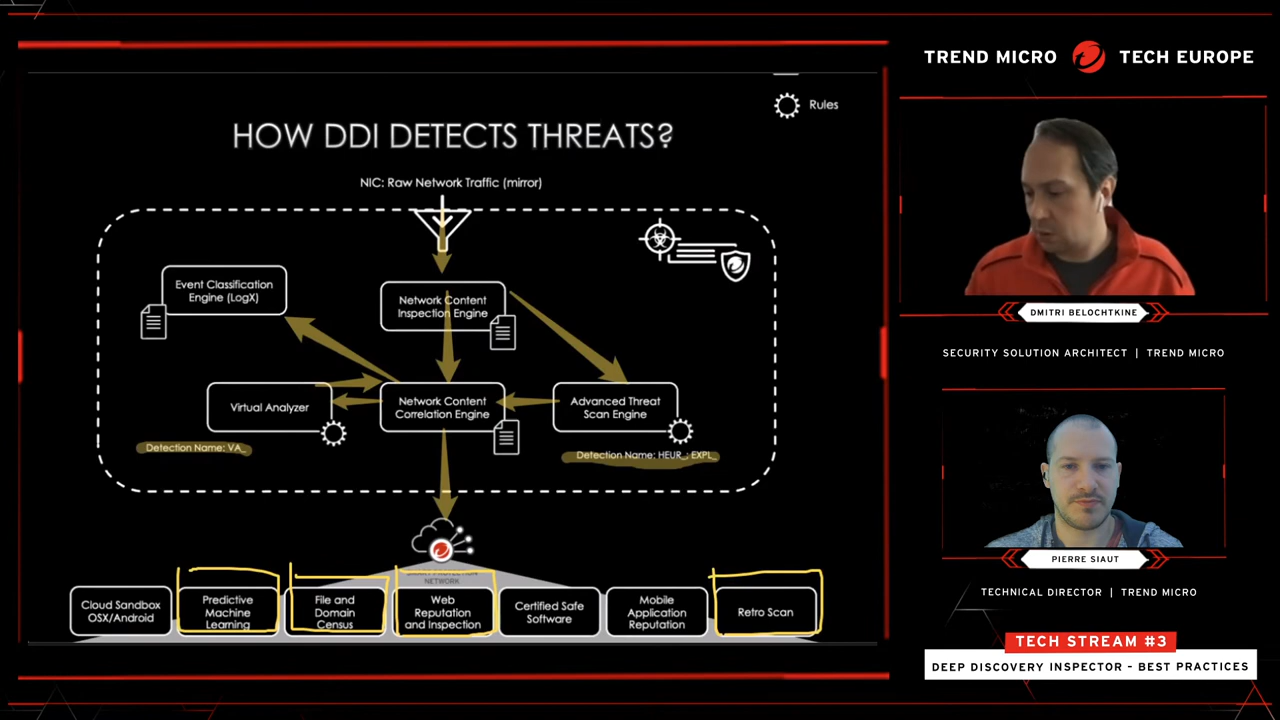 TREND MICRO TECH EUROPE
Rules
HOW DDI DETECTS THREATS?
NIC: Raw Network Traffic (mirror)
Event Classification
Engine (LogX)
Network Content
Inspection Engine
Virtual Analyzer
Network Content
Correlation Engine
Advanced Threat
Scan Engine
Detection Name: VA_
Detection Name: HEUR_; EXPL_
SMART PROTECTION
NETWORK
Cloud Sandbox
OSX/Android
Predictive
Machine
Learning
File and
Domain
Census
Web
Reputation
and Inspection
Certified Safe
Software
Mobile
Application
Reputation
Retro Scan
DMITRI BELOCHTKINE
SECURITY SOLUTION ARCHITECT | TREND MICRO
PIERRE SIAUT
TECHNICAL DIRECTOR | TREND MICRO
TECH STREAM #3
DEEP DISCOVERY INSPECTOR – BEST PRACTICES